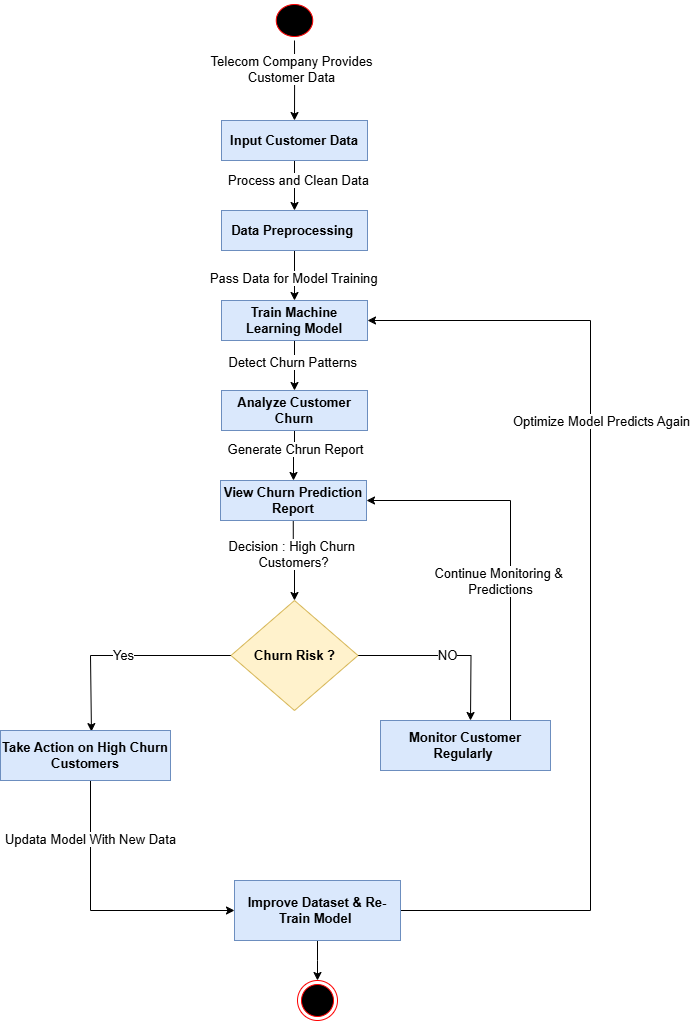 Telecom Company Provides
Customer Data
Input Customer Data
Process and Clean Data
Data Preprocessing
Pass Data for Model Training
Train Machine
Learning Model
Detect Churn Patterns
Analyze Customer
Churn
Optimize Model Predicts Again
Generate Chrun Report
View Churn Prediction
Report
Decision : High Churn
Customers?
Continue Monitoring &
Predictions
Churn Risk ?
Yes
NO
Take Action on High Churn
Customers
Monitor Customer
Regularly
Updata Model With New Data
Improve Dataset & Re-
Train Model